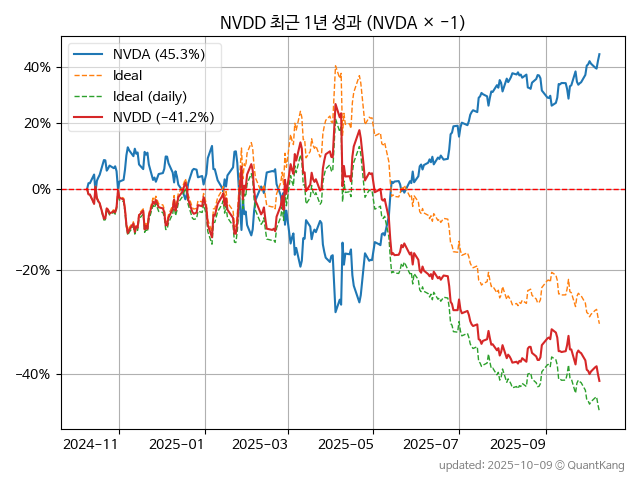 NVDD 최근 1년 성과 (NVDA × −1)
NVDA (45.3%)
Ideal
Ideal (daily)
NVDD (−41.2%)
40%
20%
0%
−20%
−40%
2024-11
2025-01
2025-03
2025-05
2025-07
2025-09
updated: 2025-10-09 © QuantKang